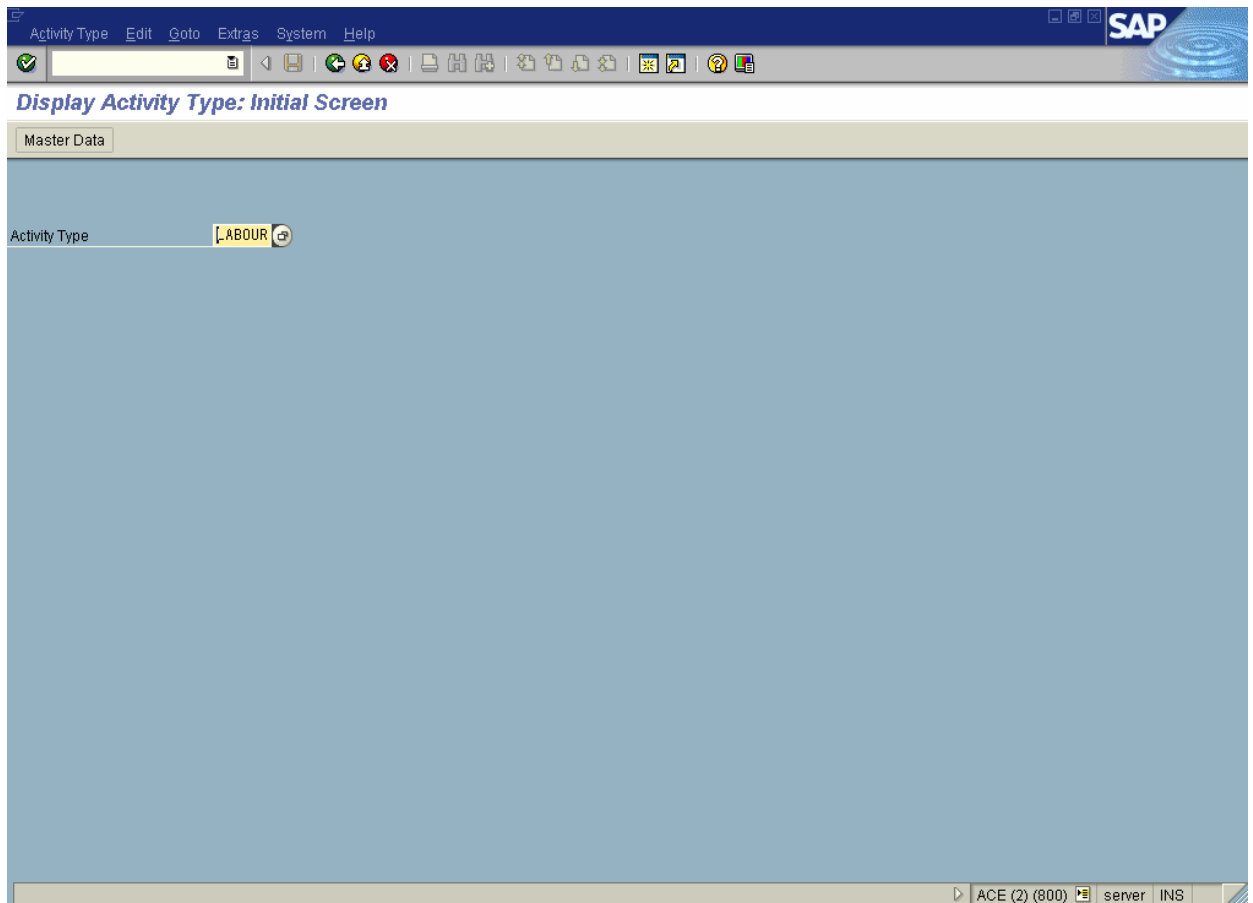 Activity Type Edit Goto Extras System Help
SAP
Display Activity Type: Initial Screen
Master Data
Activity Type LABOUR
ACE (2) (800) server INS